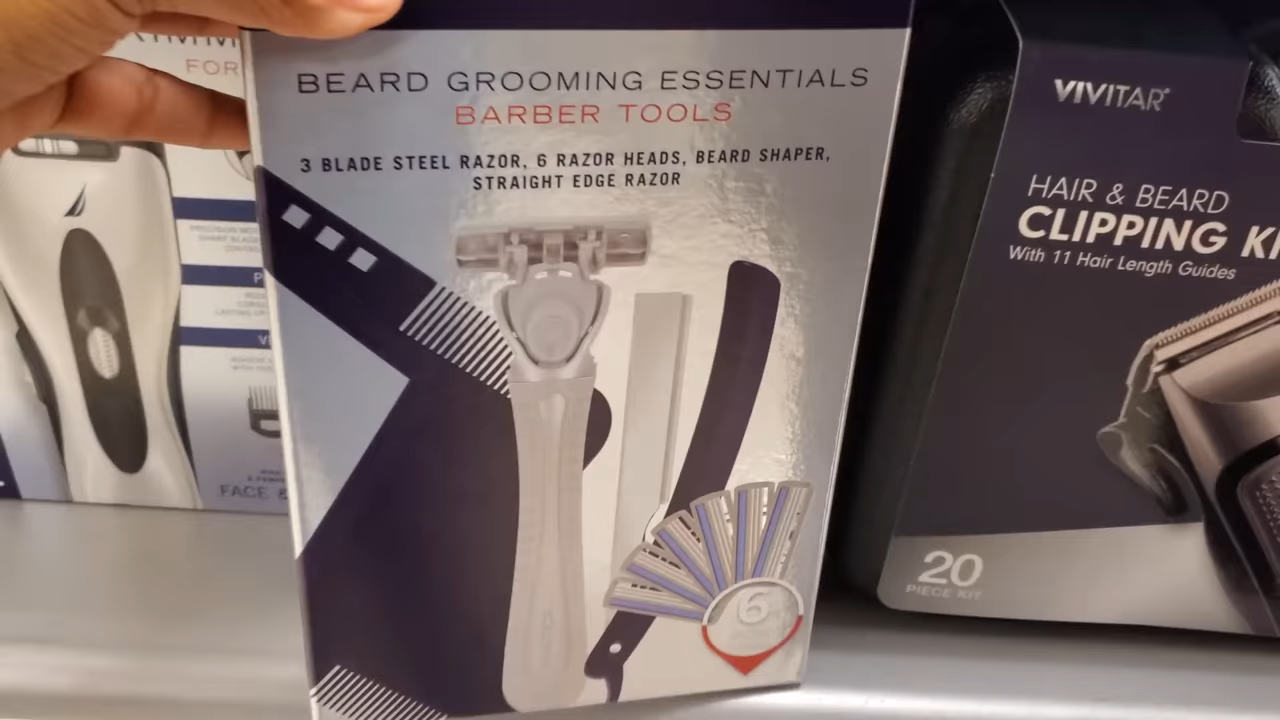 FOR
BEARD GROOMING ESSENTIALS
BARBER TOOLS
3 BLADE STEEL RAZOR, 6 RAZOR HEADS, BEARD SHAPER,
STRAIGHT EDGE RAZOR
6
FACE &
VIVITAR
HAIR & BEARD
CLIPPING
With 11 Hair Length Guides
20
PIECE KIT